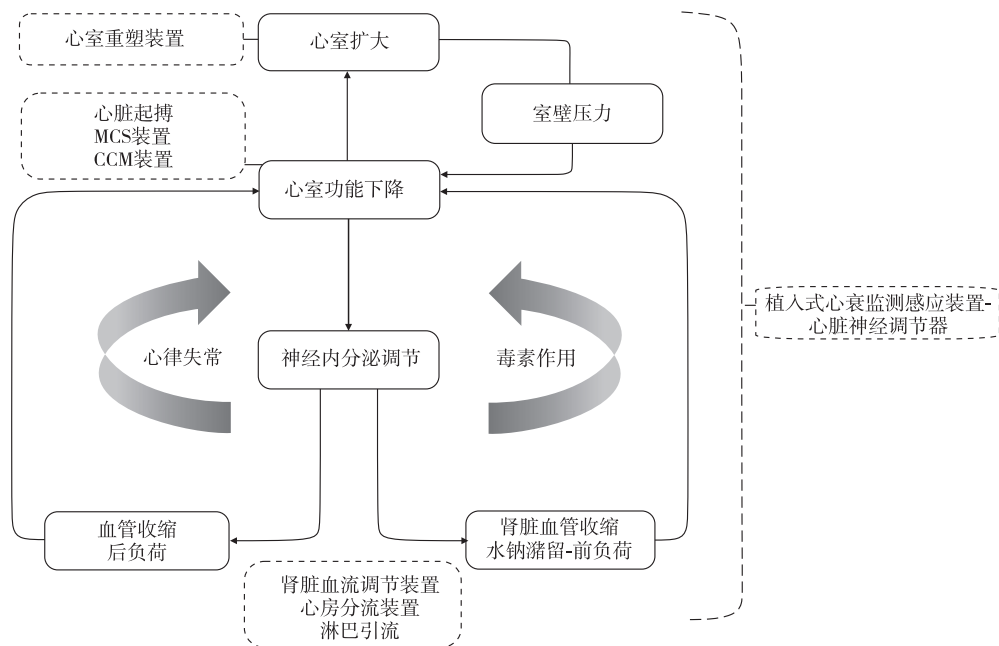 心室重塑装置
心室扩大
室壁压力
心脏起搏
MCS装置
CCM装置
心室功能下降
植入式心衰监测感应装置-
心脏神经调节器
心律失常
神经内分泌调节
毒素作用
血管收缩
后负荷
肾脏血管收缩
水钠潴留-前负荷
肾脏血流调节装置
心房分流装置
淋巴引流